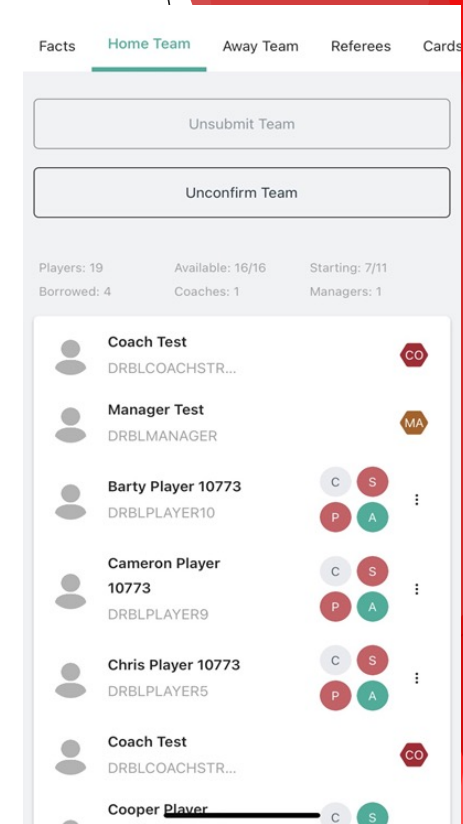 Facts Home Team Away Team Referees Cards
Unsubmit Team
Unconfirm Team
Players: 19 Available: 16/16 Starting: 7/11
Borrowed: 4 Coaches: 1 Managers: 1
Coach Test
DRBLCOACHSTR...
CO
Manager Test
DRBLMANAGER
MA
Barty Player 10773
DRBLPLAYER10
C S
P A
Cameron Player
10773
DRBLPLAYER9
C S
P A
Chris Player 10773
DRBLPLAYER5
C S
P A
Coach Test
DRBLCOACHSTR...
CO
Cooper Player
C S